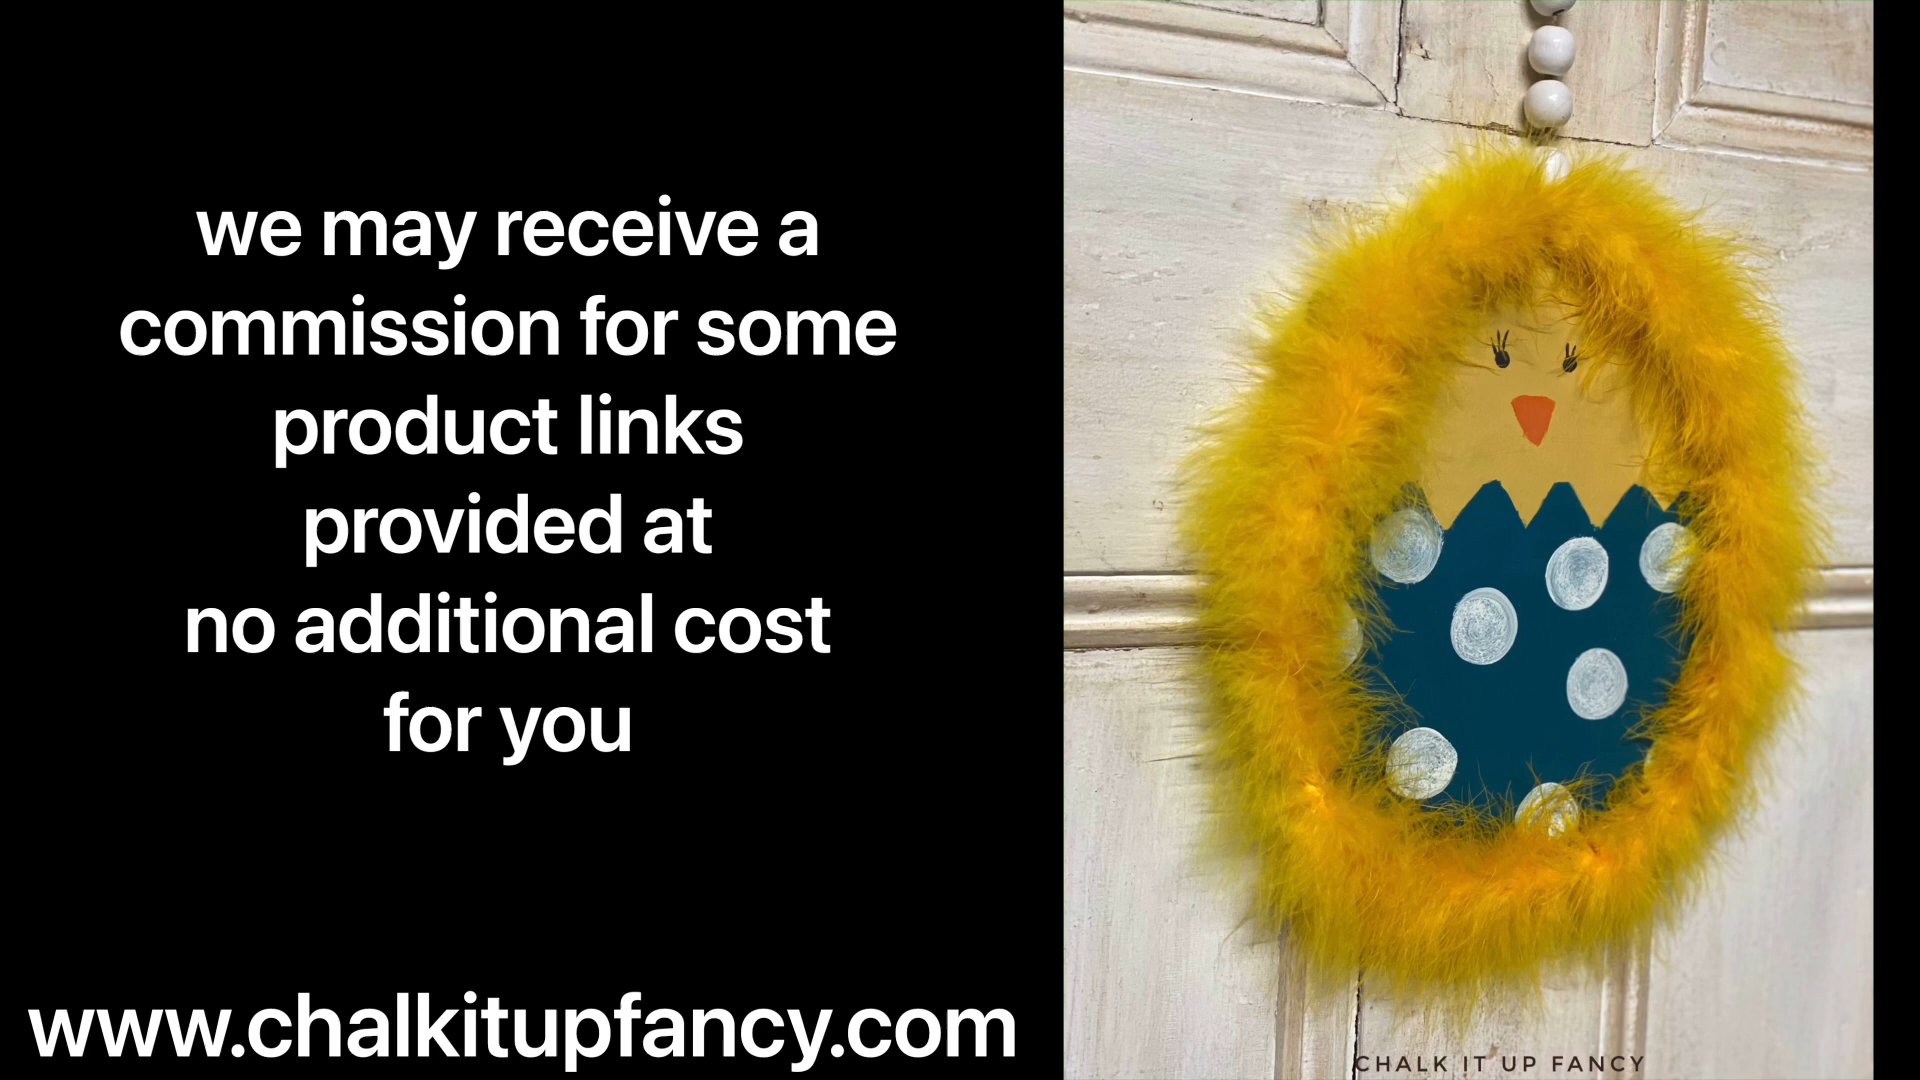 we may receive a
commission for some
product links
provided at
no additional cost
for you
www.chalkitupfancy.com
CHALK IT UP FANCY